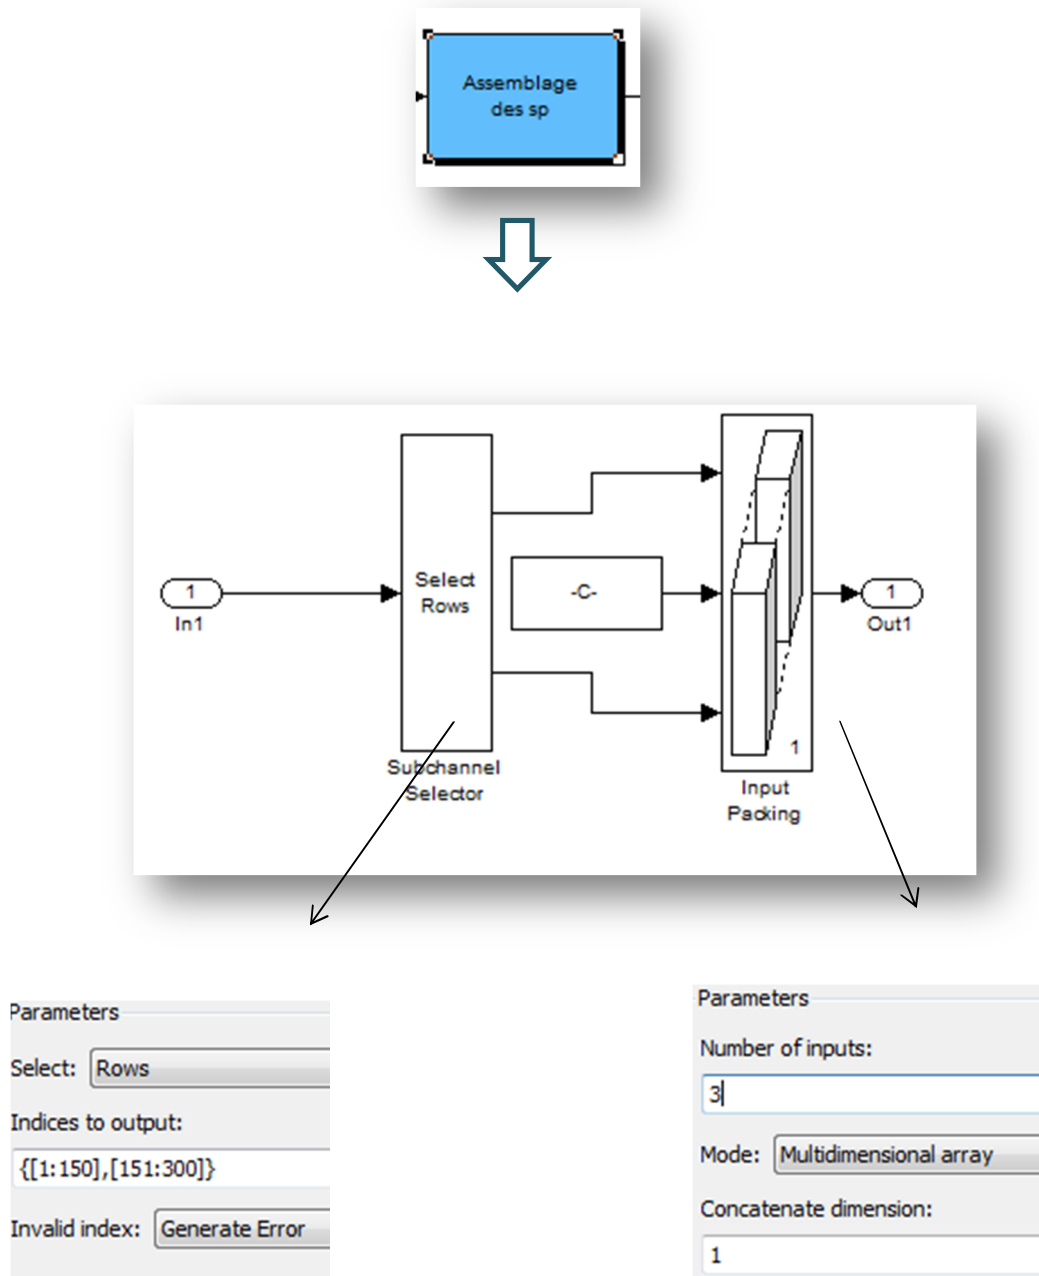 Assemblage
des sp
Select
Rows
-C-
1
In1
1
Out1
1
Subchannel
Selector
Input
Packing
Parameters
Select: Rows
Indices to output:
{[1:150],[151:300]}
Invalid index: Generate Error
Parameters
Number of inputs:
3
Mode: Multidimensional array
Concatenate dimension:
1